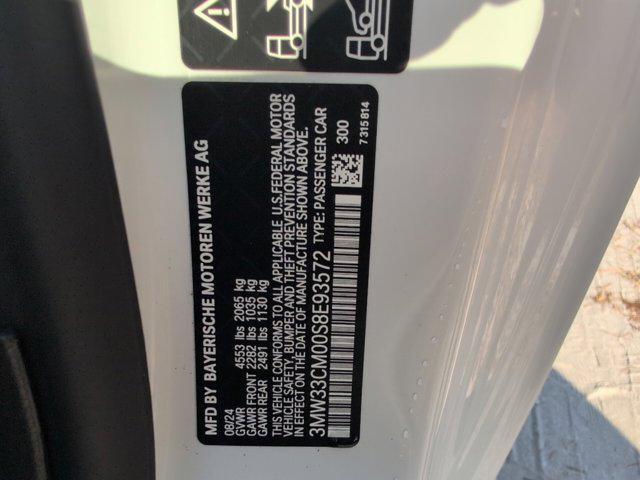 MFD BY BAYERISCHE MOTOREN WERKE AG
08/24
GVWR 4553 lbs 2065 kg
GAWR FRONT 2282 lbs 1035 kg
GAWR REAR 2491 lbs 1130 kg
THIS VEHICLE CONFORMS TO ALL APPLICABLE U.S.FEDERAL MOTOR
VEHICLE SAFETY, BUMPER AND THEFT PREVENTION STANDARDS
IN EFFECT ON THE DATE OF MANUFACTURE SHOWN ABOVE.
3MW33CM00S8E93572 TYPE: PASSENGER CAR
300
7 315 814